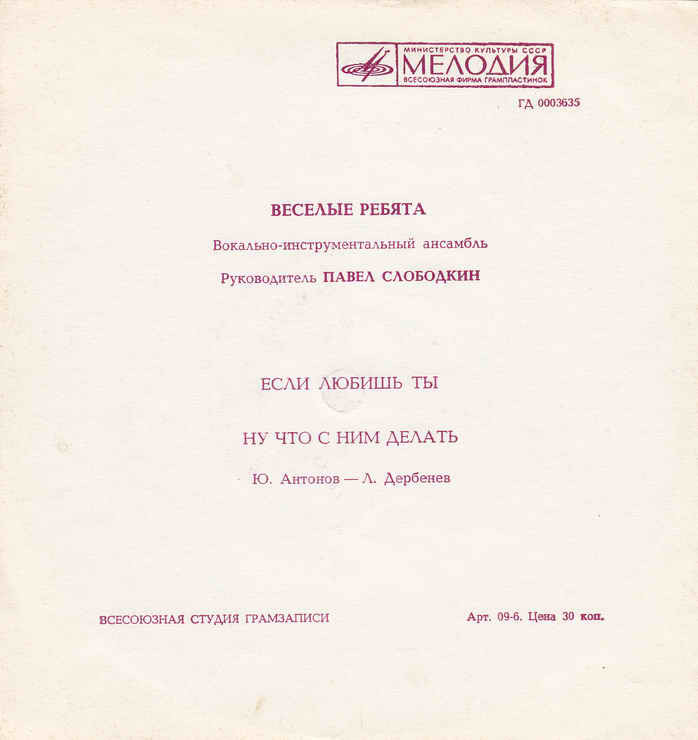 МИНИСТЕРСТВО КУЛЬТУРЫ СССР
МЕЛОДИЯ
ВСЕСОЮЗНАЯ ФИРМА ГРАМПЛАСТИНОК
ГД 0003635
ВЕСЕЛЫЕ РЕБЯТА
Вокально-инструментальный ансамбль
Руководитель ПАВЕЛ СЛОБОДКИН
ЕСЛИ ЛЮБИШЬ ТЫ
НУ ЧТО С НИМ ДЕЛАТЬ
Ю. Антонов — Л. Дербенев
ВСЕСОЮЗНАЯ СТУДИЯ ГРАМЗАПИСИ
Арт. 09-6. Цена 30 коп.